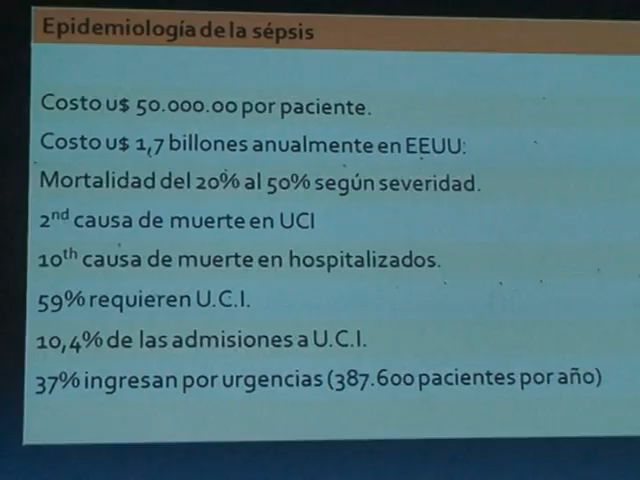 Epidemiología de la sépsis
Costo u$ 50.000.00 por paciente.
Costo u$ 1,7 billones anualmente en EEUU:
Mortalidad del 20% al 50% según severidad.
2nd causa de muerte en UCI
10th causa de muerte en hospitalizados.
59% requieren U.C.I.
10,4% de las admisiones a U.C.I.
37% ingresan por urgencias (387.600 pacientes por año)